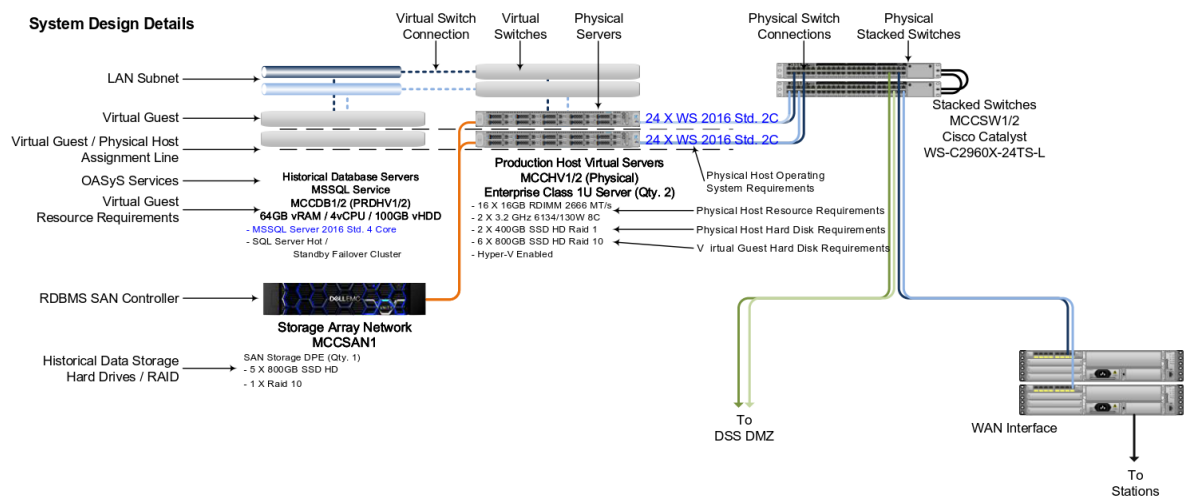 System Design Details
Virtual Switch
Connection
Virtual
Switches
Physical
Servers
Physical Switch
Connections
Physical
Stacked Switches
LAN Subnet
Virtual Guest
Virtual Guest / Physical Host
Assignment Line
OASyS Services
Virtual Guest
Resource Requirements
24 X WS 2016 Std. 2C
24 X WS 2016 Std. 2C
Stacked Switches
MCCSW1/2
Cisco Catalyst
WS-C2960X-24TS-L
Historical Database Servers
MSSQL Service
MCCDB1/2 (PRDHV1/2)
64GB vRAM / 4vCPU / 100GB vHDD
- MSSQL Server 2016 Std. 4 Core
- SQL Server Hot /
Standby Failover Cluster
Production Host Virtual Servers
MCCHV1/2 (Physical)
Enterprise Class 1U Server (Qty. 2)
- 16 X 16GB RDIMM 2666 MT/s
- 2 X 3.2 GHz 6134/130W 8C
- 2 X 400GB SSD HD Raid 1
- 6 X 800GB SSD HD Raid 10
- Hyper-V Enabled
Physical Host Operating
System Requirements
Physical Host Resource Requirements
Physical Host Hard Disk Requirements
V irtual Guest Hard Disk Requirements
RDBMS SAN Controller
DELLEMC
Storage Array Network
MCCSAN1
Historical Data Storage
Hard Drives / RAID
SAN Storage DPE (Qty. 1)
- 5 X 800GB SSD HD
- 1 X Raid 10
To
DSS DMZ
WAN Interface
To
Stations